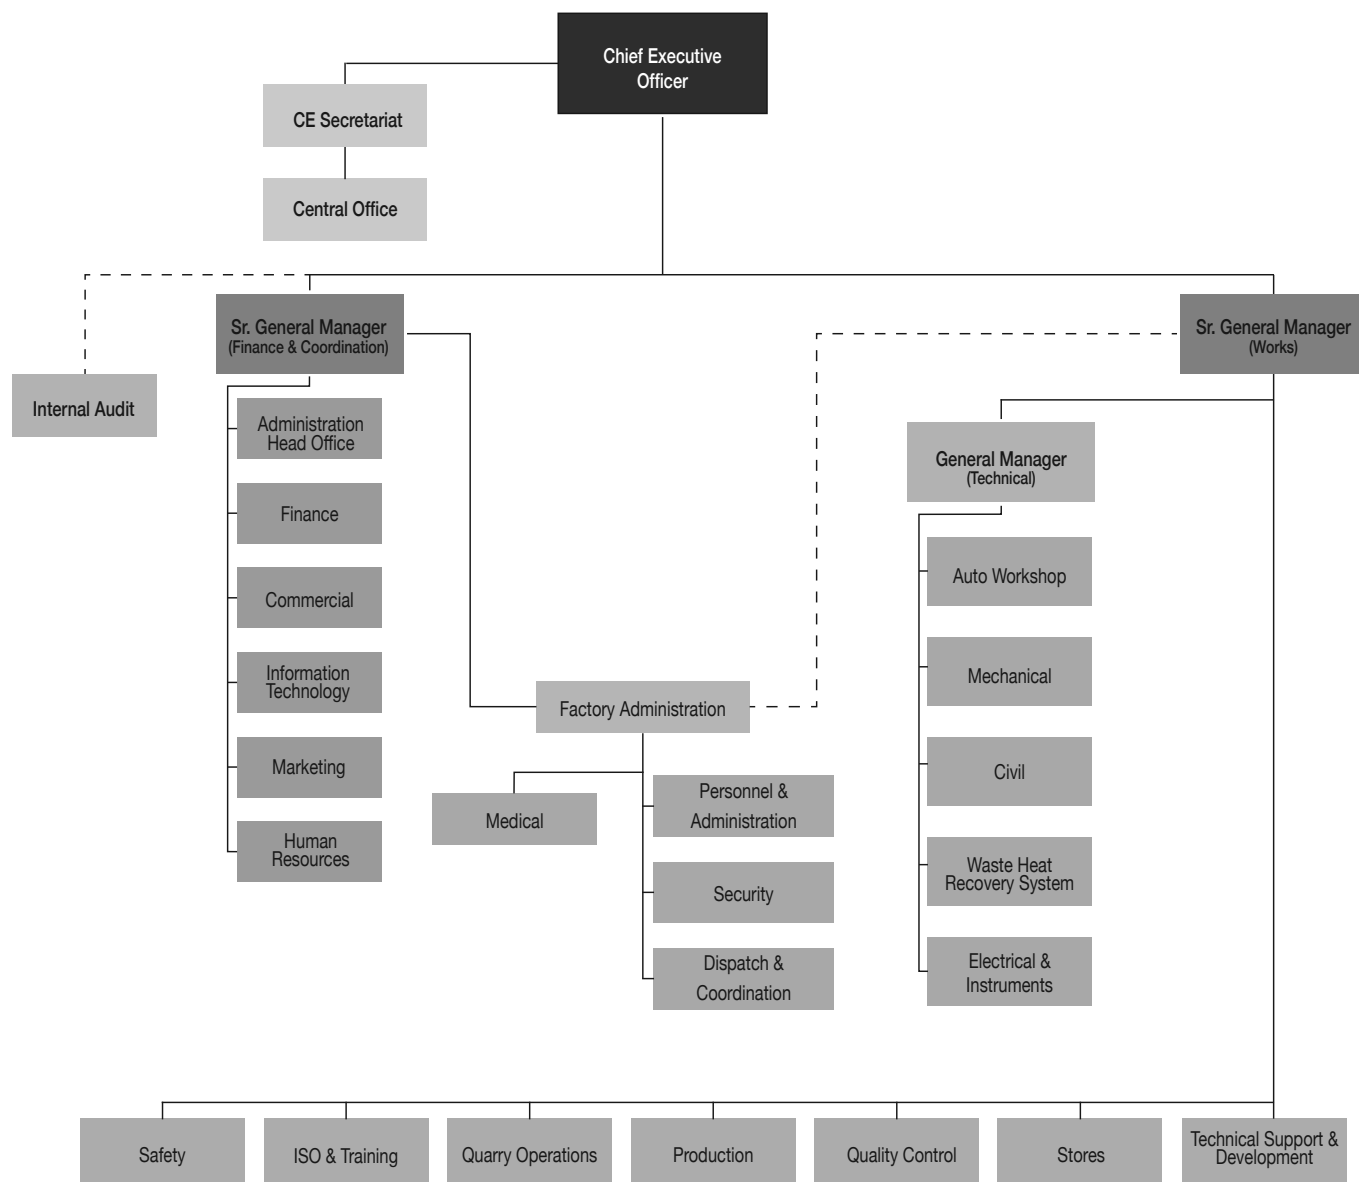 Chief Executive
Officer
CE Secretariat
Central Office
Sr. General Manager
(Finance & Coordination)
Sr. General Manager
(Works)
Internal Audit
Administration
Head Office
Finance
Commercial
Information
Technology
Marketing
Human
Resources
Factory Administration
Medical
Personnel &
Administration
Security
Dispatch &
Coordination
General Manager
(Technical)
Auto Workshop
Mechanical
Civil
Waste Heat
Recovery System
Electrical &
Instruments
Safety
ISO & Training
Quarry Operations
Production
Quality Control
Stores
Technical Support &
Development